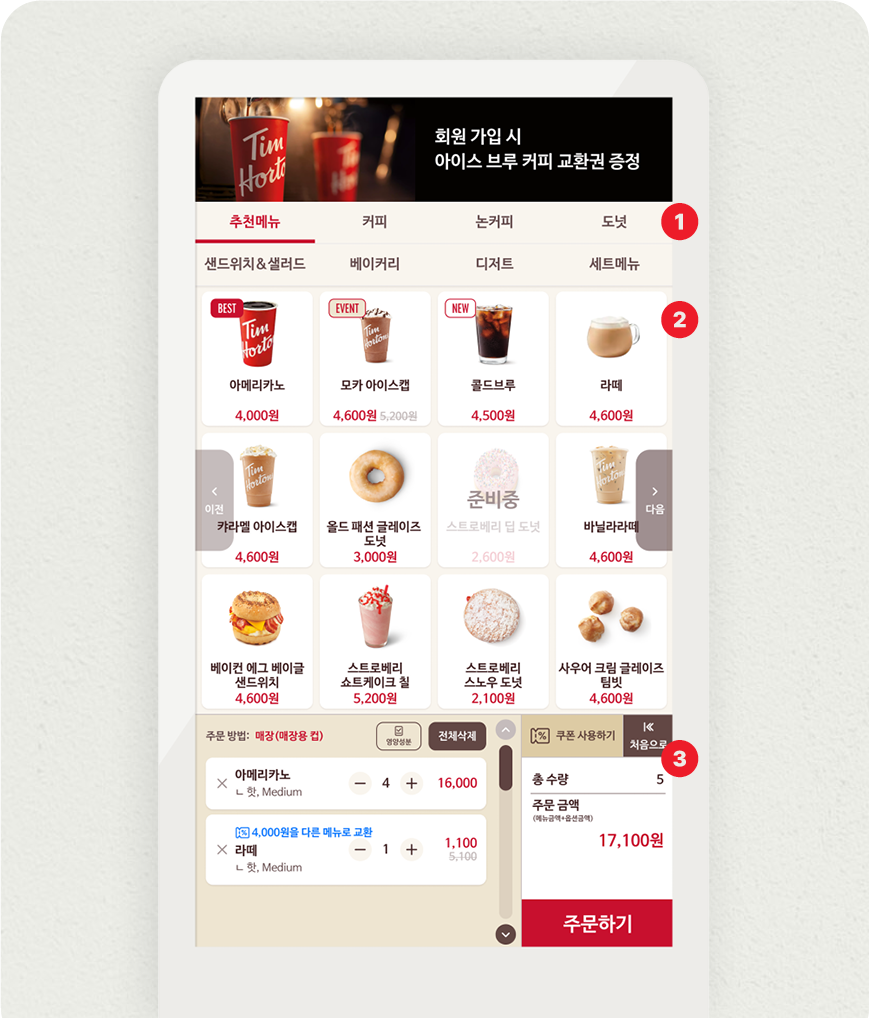 Tim
Horto
회원 가입 시
아이스 브루 커피 교환권 증정
추천메뉴
커피
논커피
도넛
1
샌드위치&샐러드
베이커리
디저트
세트메뉴
2
BEST
EVENT
NEW
Tim
Hortons
Tim
Hortons
아메리카노
모카 아이스캡
콜드브루
라떼
4,000원
4,600원 5,200원
4,500원
4,600원
Tim
Hortons
Tim
Hortons
이전
준비중
다음
캬라멜 아이스캡
올드 패션 글레이즈
도넛
스트로베리 딥 도넛
바닐라라떼
4,600원
3,000원
2,600원
4,600원
베이컨 에그 베이글
샌드위치
스트로베리
쇼트케이크 칠
스트로베리
스노우 도넛
사우어 크림 글레이즈
팀빗
4,600원
5,200원
2,100원
4,600원
주문 방법: 매장(매장용 컵)
영양성분
전체삭제
쿠폰 사용하기
처음으로
3
아메리카노
ㄴ 핫, Medium
4
16,000
4,000원을 다른 메뉴로 교환
라떼
ㄴ 핫, Medium
1
1,100
5,100
총 수량 5
주문 금액
(메뉴금액+옵션금액)
17,100원
주문하기